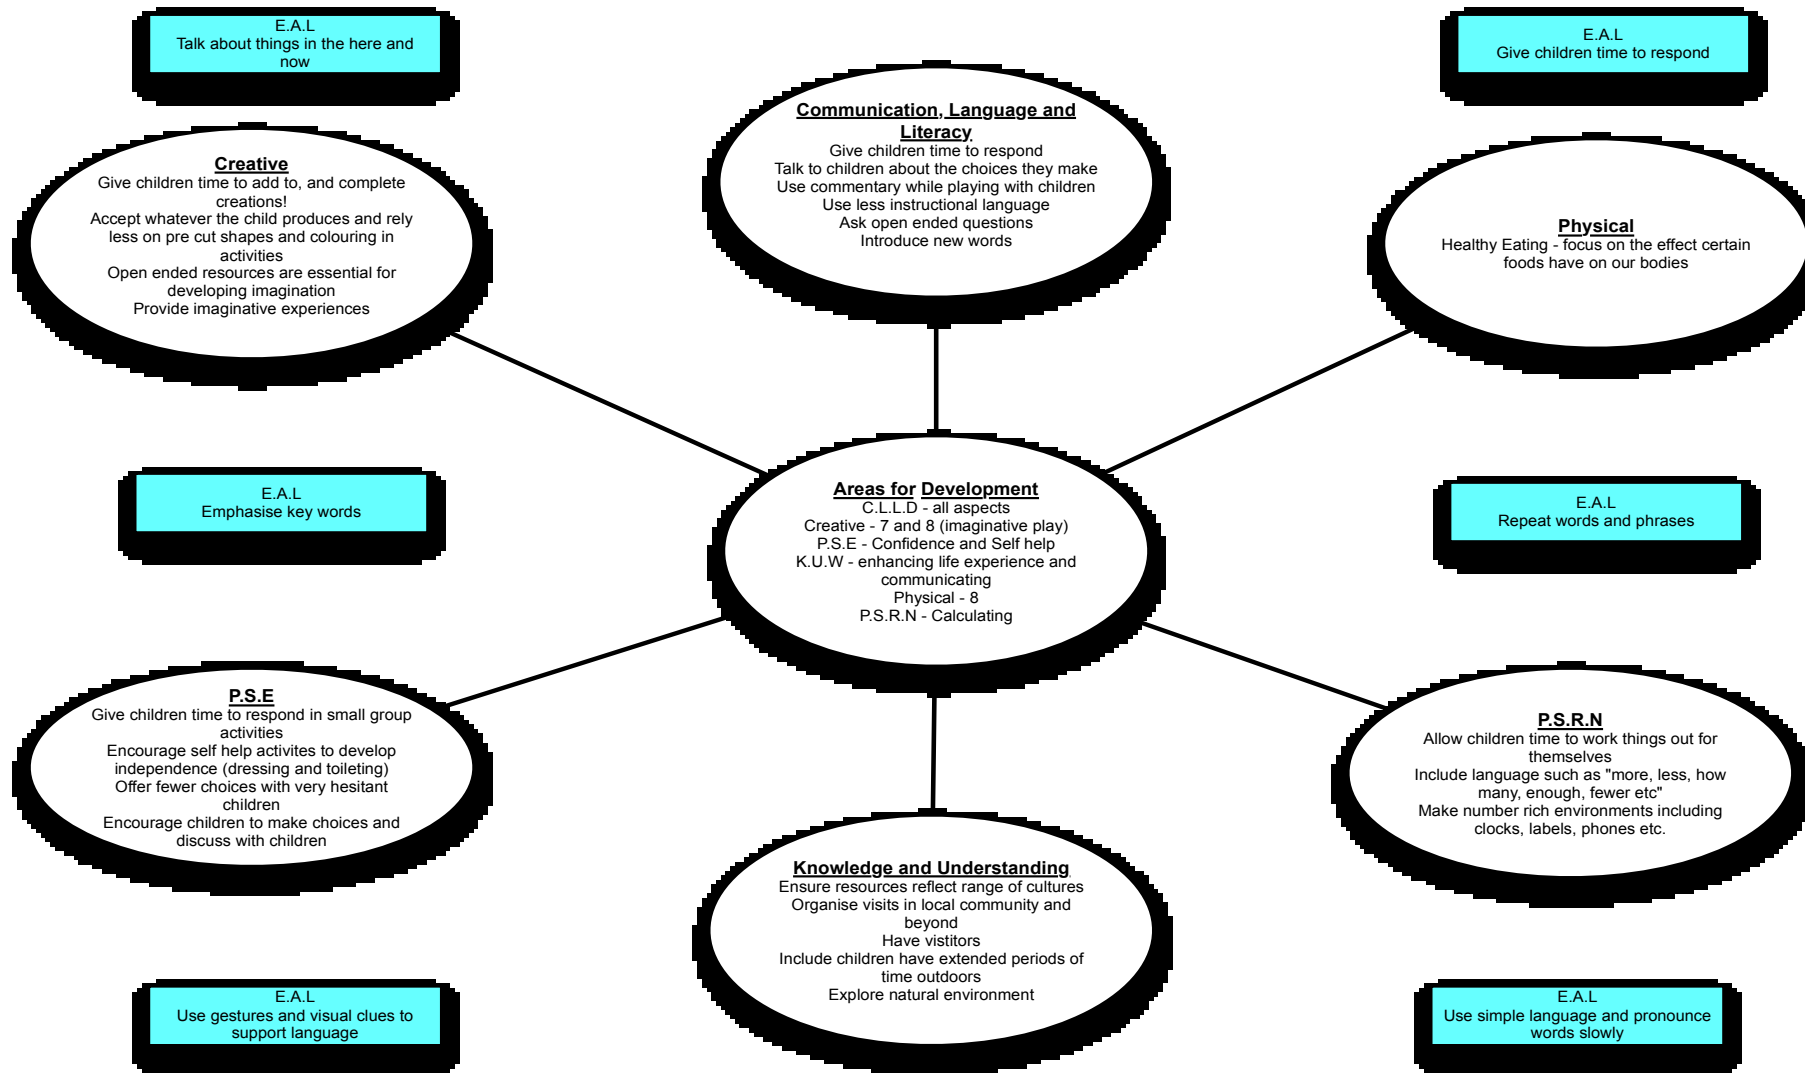 E.A.L
Talk about things in the here and
now
E.A.L
Give children time to respond
Communication, Language and
Literacy
Give children time to respond
Talk to children about the choices they make
Use commentary while playing with children
Use less instructional language
Ask open ended questions
Introduce new words
Creative
Give children time to add to, and complete
creations!
Accept whatever the child produces and rely
less on pre cut shapes and colouring in
activities
Open ended resources are essential for
developing imagination
Provide imaginative experiences
Physical
Healthy Eating - focus on the effect certain
foods have on our bodies
E.A.L
Emphasise key words
Areas for Development
C.L.L.D - all aspects
Creative - 7 and 8 (imaginative play)
P.S.E - Confidence and Self help
K.U.W - enhancing life experience and
communicating
Physical - 8
P.S.R.N - Calculating
E.A.L
Repeat words and phrases
P.S.E
Give children time to respond in small group
activities
Encourage self help activites to develop
independence (dressing and toileting)
Offer fewer choices with very hesitant
children
Encourage children to make choices and
discuss with children
P.S.R.N
Allow children time to work things out for
themselves
Include language such as "more, less, how
many, enough, fewer etc"
Make number rich environments including
clocks, labels, phones etc.
Knowledge and Understanding
Ensure resources reflect range of cultures
Organise visits in local community and
beyond
Have vistitors
Include children have extended periods of
time outdoors
Explore natural environment
E.A.L
Use gestures and visual clues to
support language
E.A.L
Use simple language and pronounce
words slowly